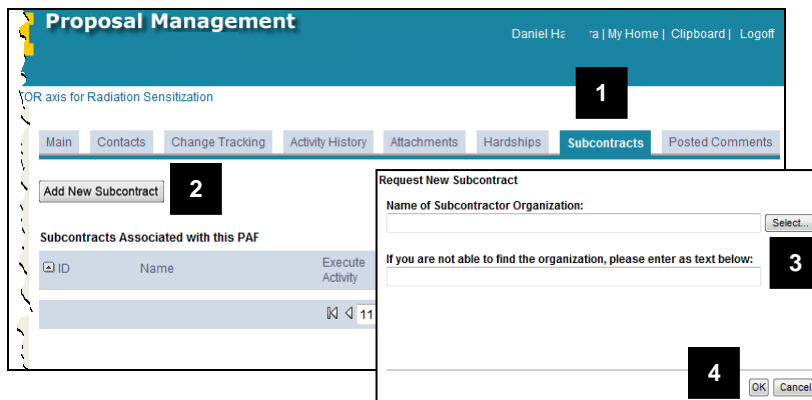 Proposal Management
Daniel Ha ra | My Home | Clipboard | Logoff
OR axis for Radiation Sensitization
1
Main Contacts Change Tracking Activity History Attachments Hardships Subcontracts Posted Comments
Add New Subcontract 2
Subcontracts Associated with this PAF
ID Name Execute Activity
11
Request New Subcontract
Name of Subcontractor Organization:
Select...
If you are not able to find the organization, please enter as text below:
3
4
OK Cancel